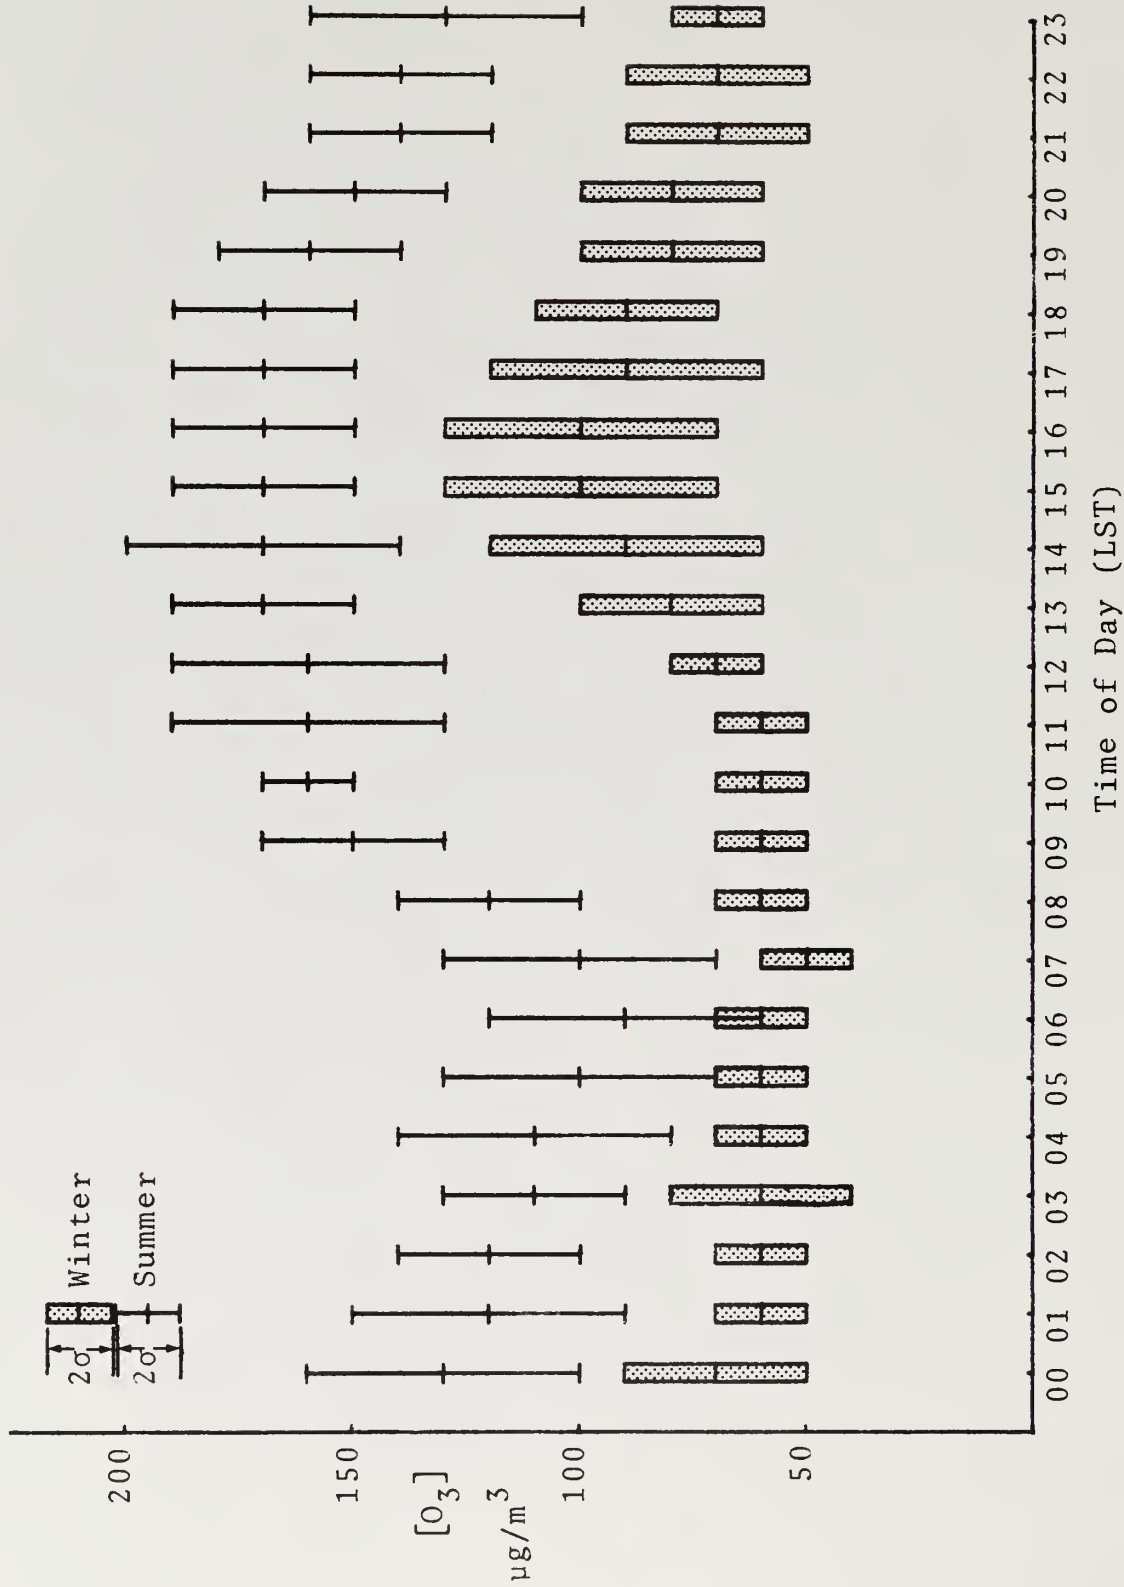 2σ Winter
2σ Summer
200
150
[O₃]
µg/m³
100
50
00 01 02 03 04 05 06 07 08 09 10 11 12 13 14 15 16 17 18 19 20 21 22 23
Time of Day (LST)